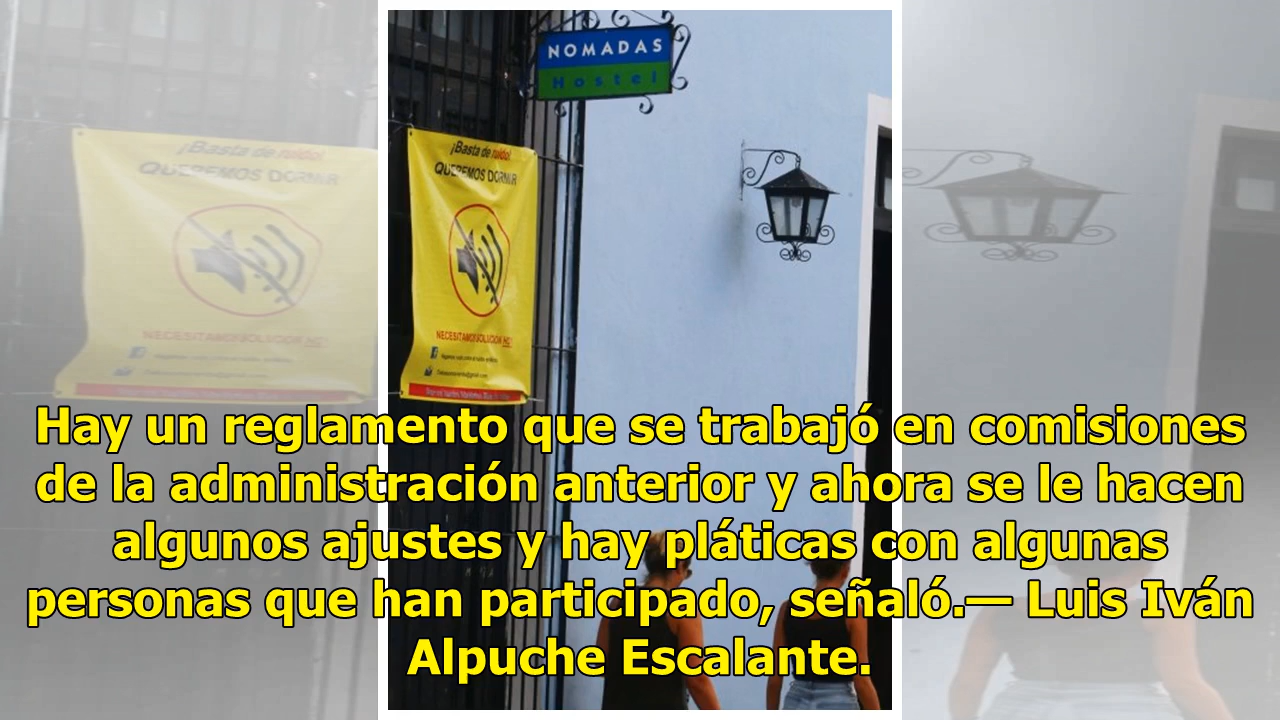 NOMADAS
Hostel
¡Basta de ruido!
QUEREMOS DORMIR
Hay un reglamento que se trabajó en comisiones
de la administración anterior y ahora se le hacen
algunos ajustes y hay pláticas con algunas
personas que han participado, señaló.— Luis Iván
Alpuche Escalante.